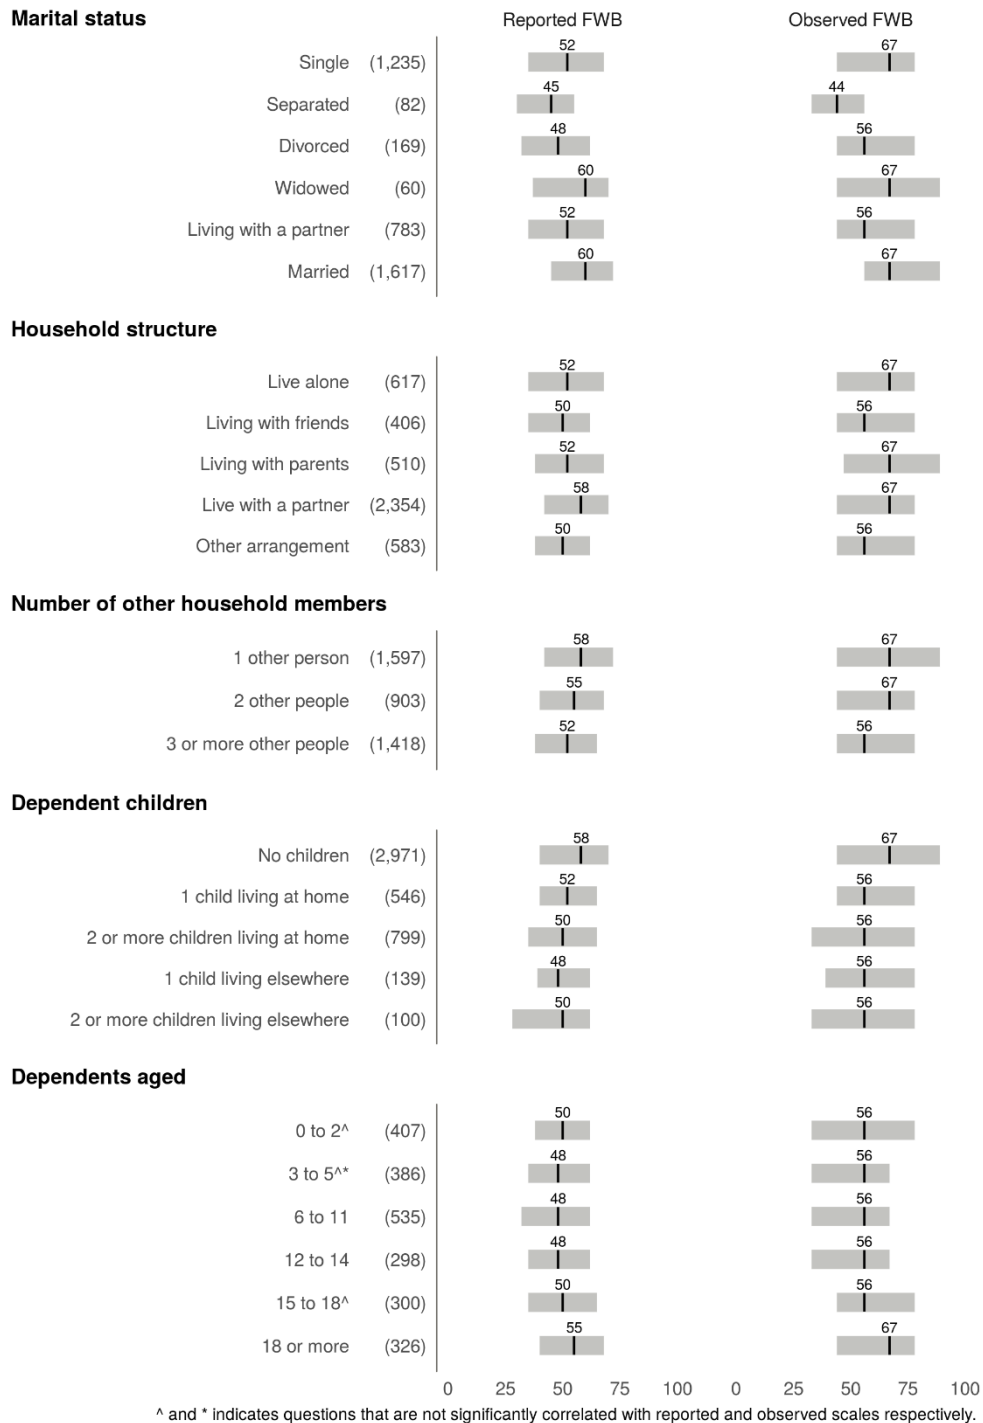 Marital status Reported FWB Observed FWB
52 67
Single (1,235)
45 44
Separated (82)
48 56
Divorced (169)
60 67
Widowed (60)
52 56
Living with a partner (783)
60 67
Married (1,617)
Household structure
52 67
Live alone (617)
50 56
Living with friends (406)
52 67
Living with parents (510)
58 67
Live with a partner (2,354)
50 56
Other arrangement (583)
Number of other household members
58 67
1 other person (1,597)
55 67
2 other people (903)
52 56
3 or more other people (1,418)
Dependent children
58 67
No children (2,971)
52 56
1 child living at home (546)
50 56
2 or more children living at home (799)
48 56
1 child living elsewhere (139)
50 56
2 or more children living elsewhere (100)
Dependents aged
50 56
0 to 2^ (407)
48 56
3 to 5^* (386)
48 56
6 to 11 (535)
48 56
12 to 14 (298)
50 56
15 to 18^ (300)
55 67
18 or more (326)
0 25 50 75 100 0 25 50 75 100
^ and * indicates questions that are not significantly correlated with reported and observed scales respectively.